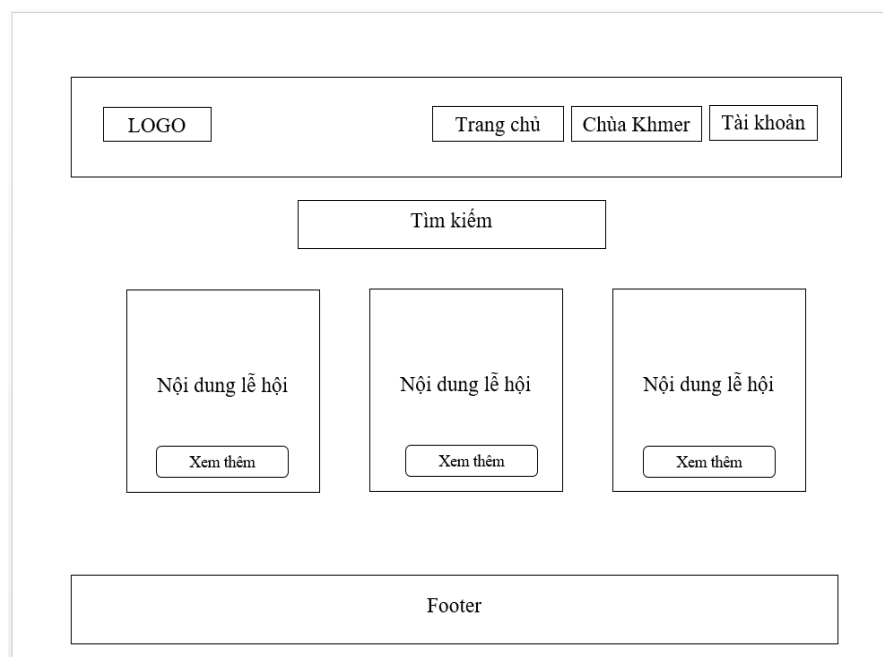 LOGO
Trang chủ
Chùa Khmer
Tài khoản
Tìm kiếm
Nội dung lễ hội
Xem thêm
Nội dung lễ hội
Xem thêm
Nội dung lễ hội
Xem thêm
Footer